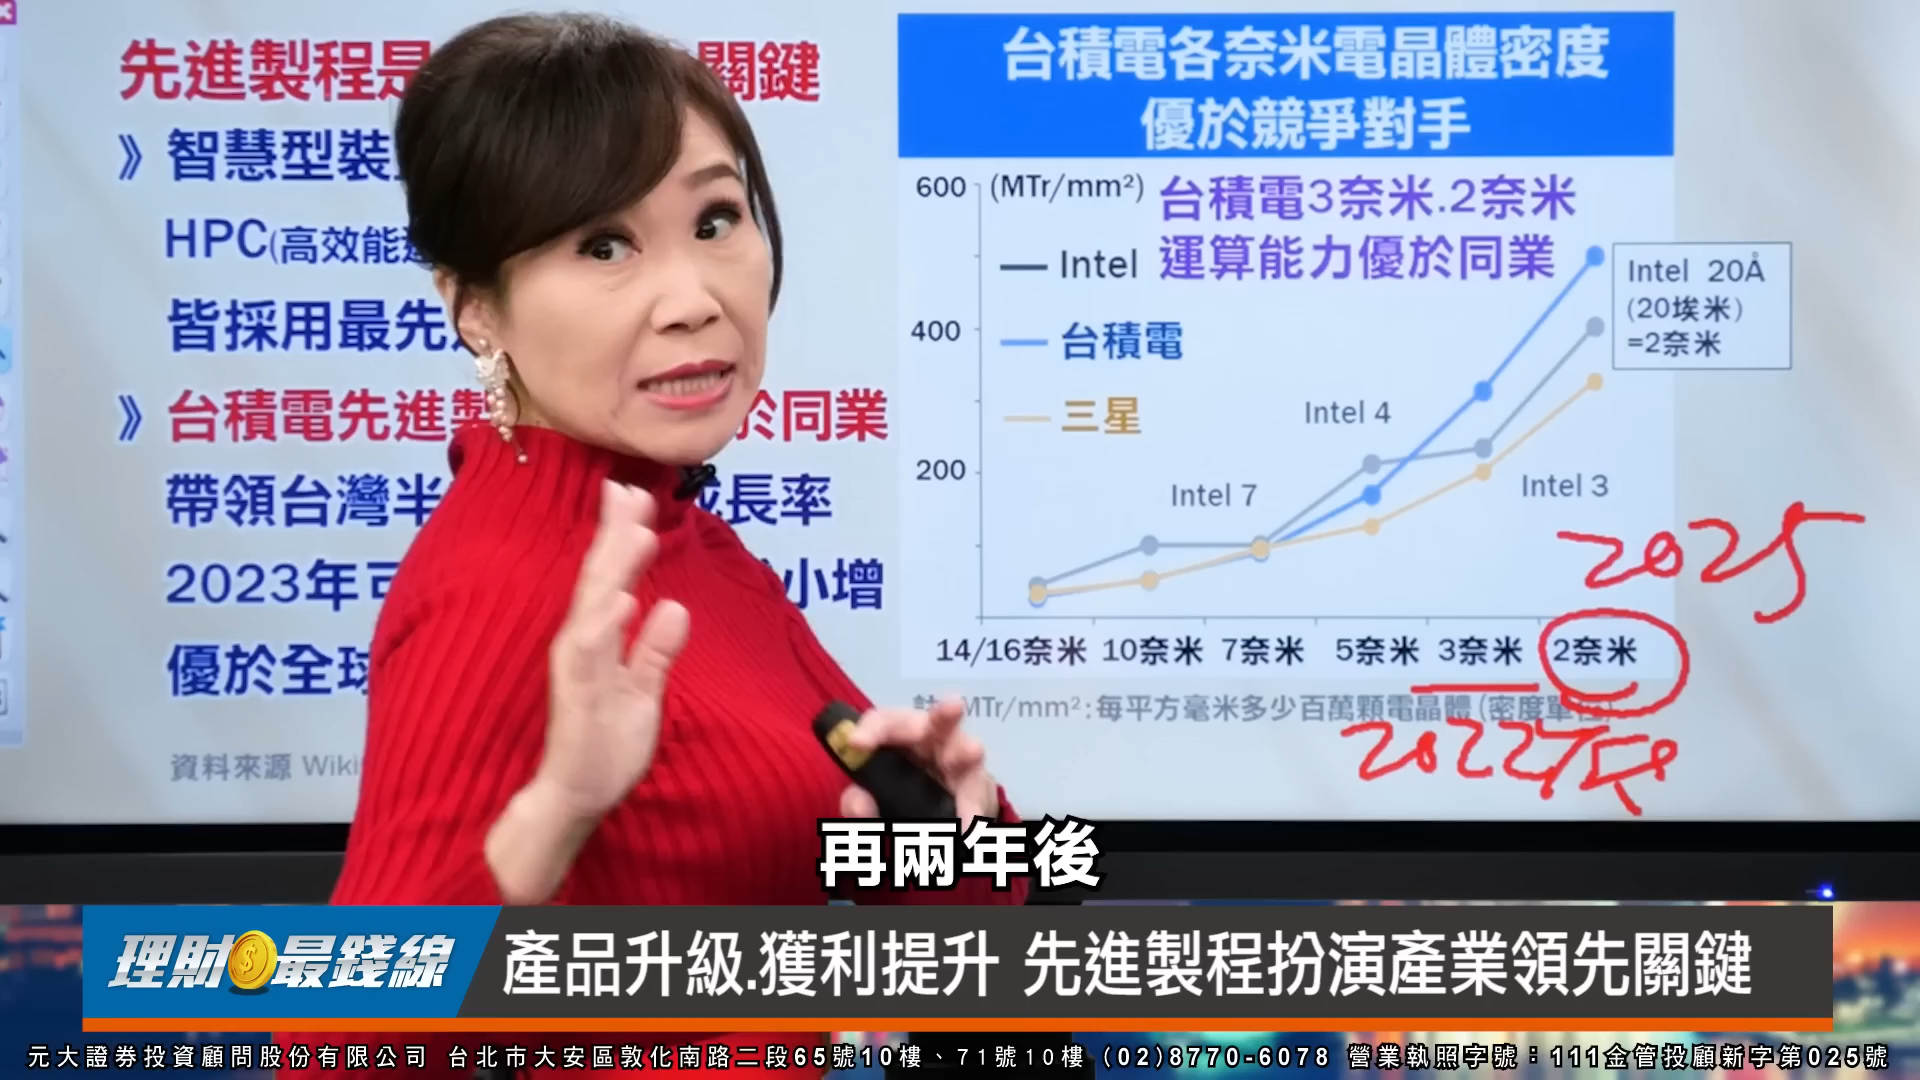 先進製程是 關鍵
》智慧型裝
HPC(高效能運
皆採用最先
》台積電先進製 於同業
帶領台灣半 成長率
2023年可 小增
優於全球
資料來源 Wiki
台積電各奈米電晶體密度
優於競爭對手
600 (MTr/mm²) 台積電3奈米.2奈米
運算能力優於同業
Intel
400
台積電
三星
200
Intel 20Å
(20埃米)
=2奈米
Intel 4
Intel 7
Intel 3
2025
14/16奈米 10奈米 7奈米 5奈米 3奈米 2奈米
註 MTr/mm²:每平方毫米多少百萬顆電晶體(密度單位)
2022
再兩年後
理財最錢線
產品升級.獲利提升 先進製程扮演產業領先關鍵
元大證券投資顧問股份有限公司 台北市大安區敦化南路二段65號10樓、71號10樓 (02)8770-6078 營業執照字號：111金管投顧新字第025號